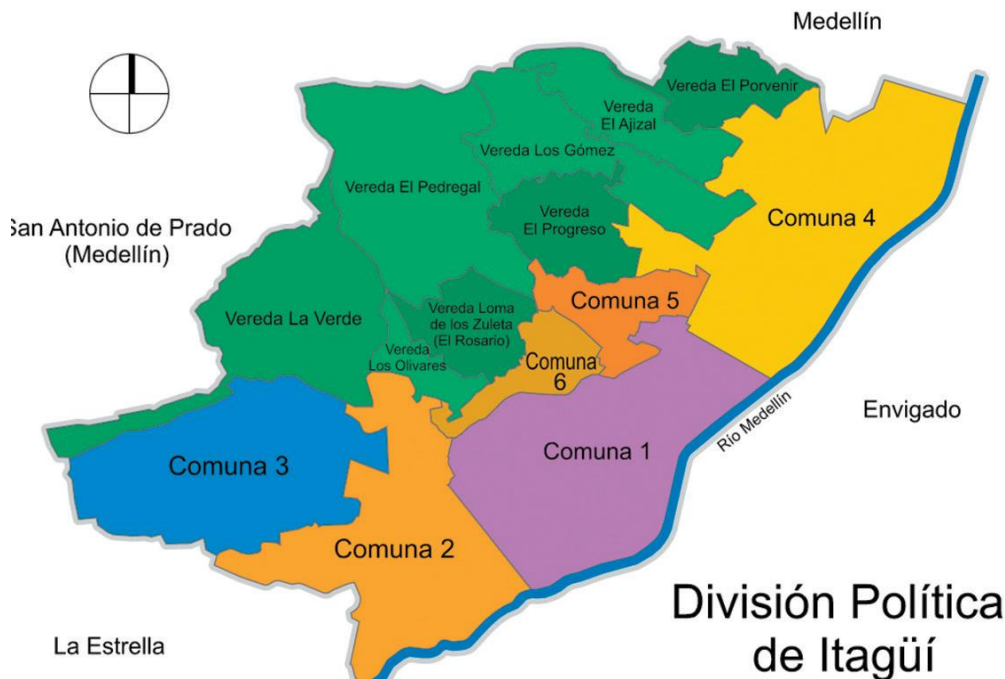 Medellín
Vereda El Porvenir
Vereda
El Ajizal
Vereda Los Gómez
Vereda El Pedregal
Vereda
El Progreso
Comuna 4
San Antonio de Prado
(Medellín)
Comuna 5
Vereda La Verde
Vereda Loma
de los Zuleta
(El Rosario)
Vereda
Los Olivares
Comuna
6
Envigado
Río Medellín
Comuna 3
Comuna 1
Comuna 2
La Estrella
División Política
de Itagüí